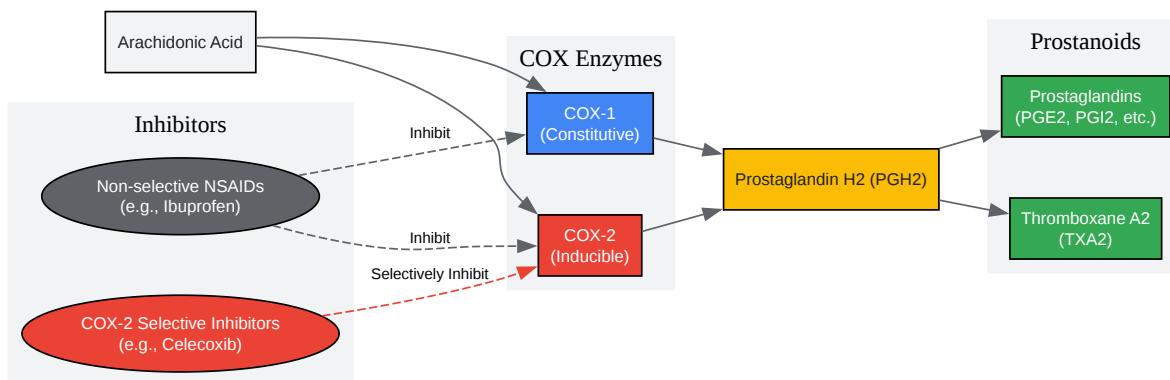 Arachidonic Acid
Inhibitors
Non-selective NSAIDs
(e.g., Ibuprofen)
COX-2 Selective Inhibitors
(e.g., Celecoxib)
Inhibit
Inhibit
Selectively Inhibit
COX Enzymes
COX-1
(Constitutive)
COX-2
(Inducible)
Prostaglandin H2 (PGH2)
Prostanoids
Prostaglandins
(PGE2, PGI2, etc.)
Thromboxane A2
(TXA2)